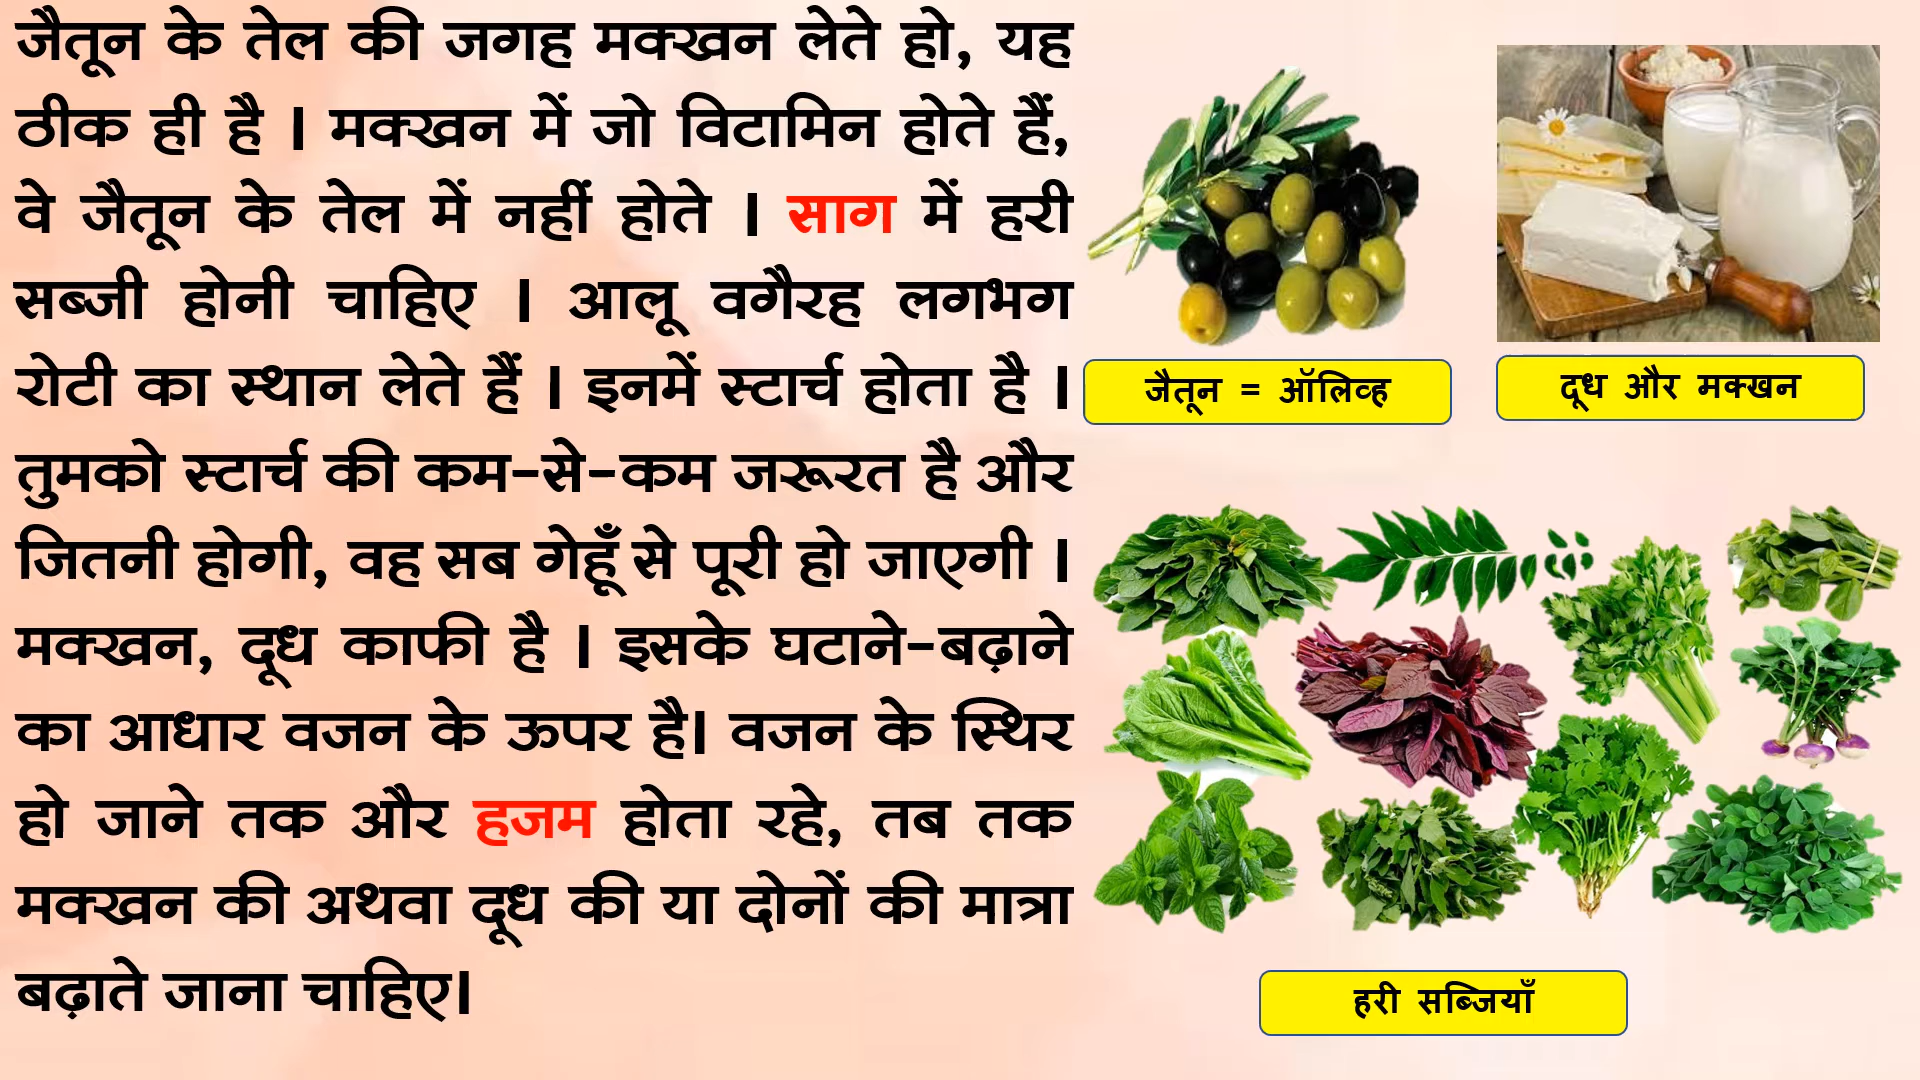 जैतून के तेल की जगह मक्खन लेते हो, यह
ठीक ही है । मक्खन में जो विटामिन होते हैं,
वे जैतून के तेल में नहीं होते । साग में हरी
सब्जी होनी चाहिए । आलू वगैरह लगभग
रोटी का स्थान लेते हैं । इनमें स्टार्च होता है ।
तुमको स्टार्च की कम-से-कम जरूरत है और
जितनी होगी, वह सब गेहूँ से पूरी हो जाएगी ।
मक्खन, दूध काफी है । इसके घटाने-बढ़ाने
का आधार वजन के ऊपर है। वजन के स्थिर
हो जाने तक और हजम होता रहे, तब तक
मक्खन की अथवा दूध की या दोनों की मात्रा
बढ़ाते जाना चाहिए।
जैतून = ऑलिव्ह
दूध और मक्खन
हरी सब्जियाँ